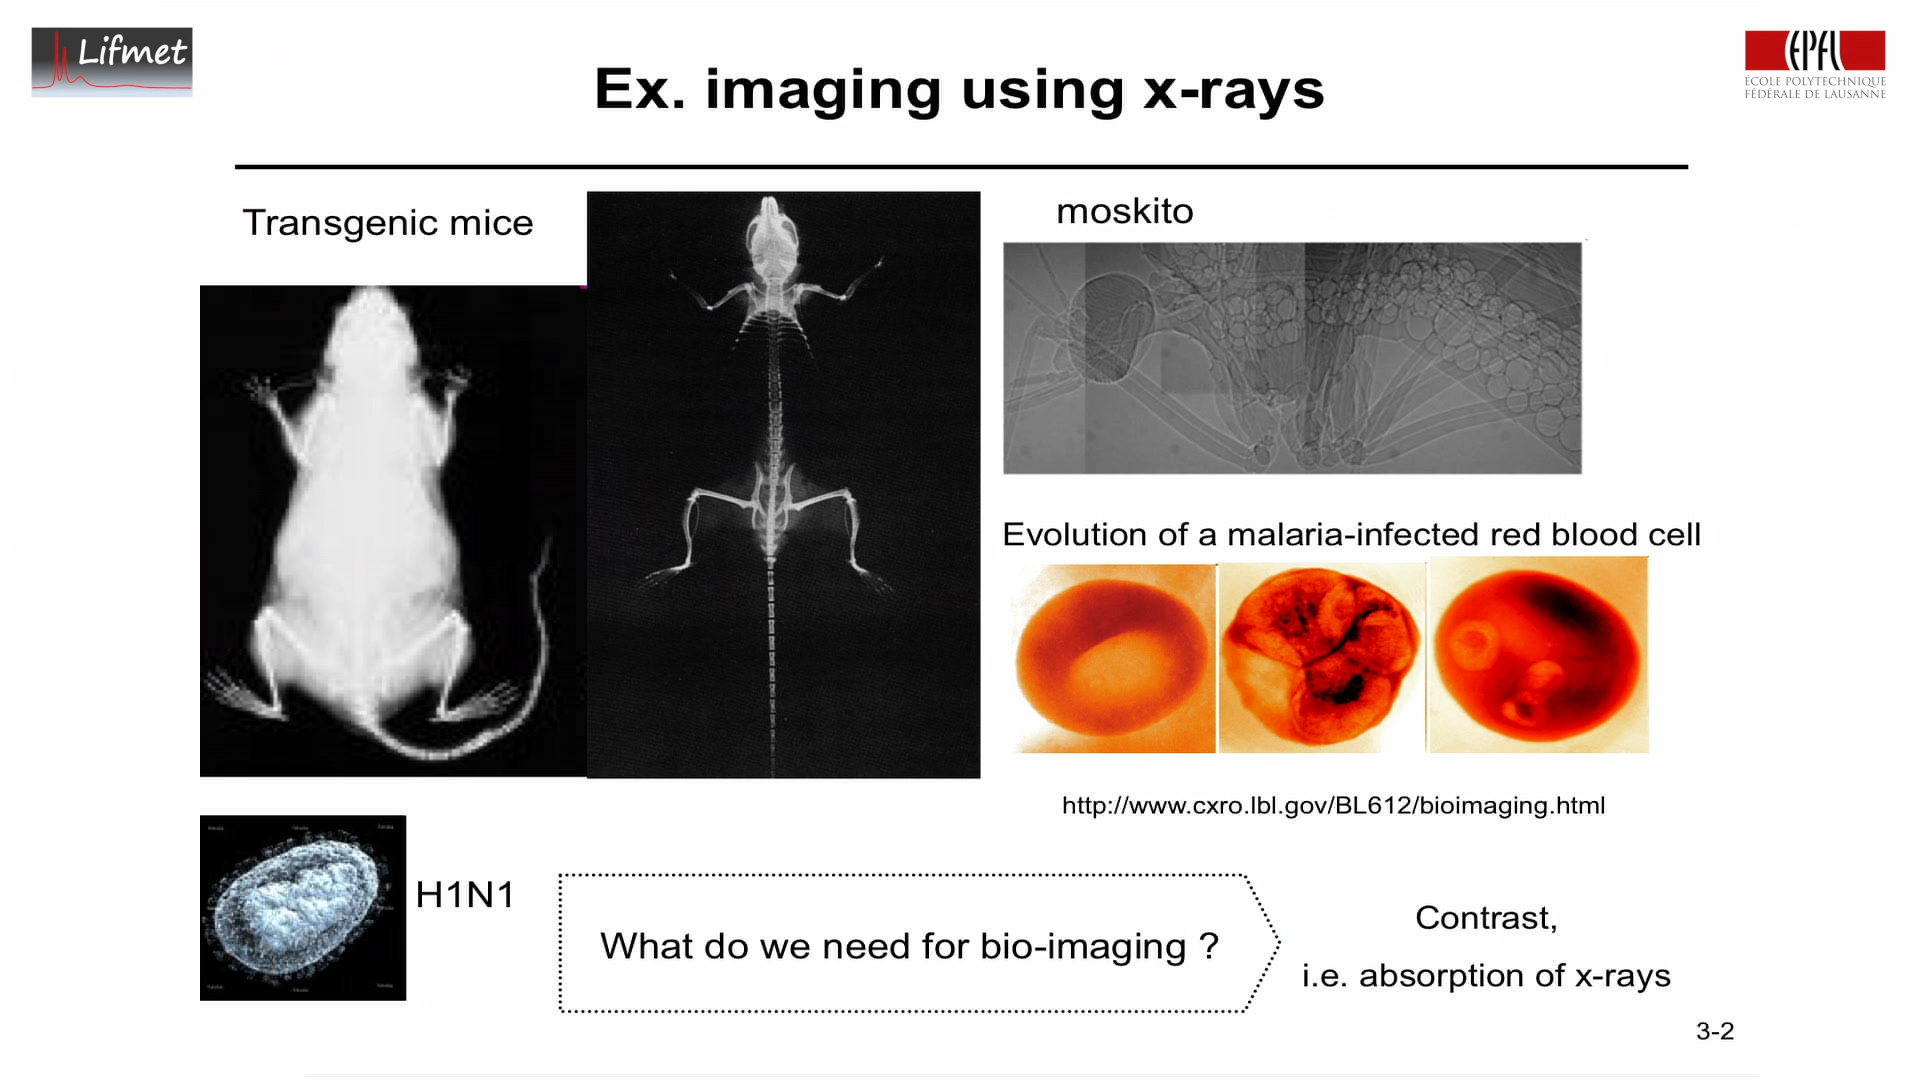 Lifmet
EPFL
ÉCOLE POLYTECHNIQUE
FÉDÉRALE DE LAUSANNE
Ex. imaging using x-rays
Transgenic mice
moskito
Evolution of a malaria-infected red blood cell
http://www.cxro.lbl.gov/BL612/bioimaging.html
H1N1
What do we need for bio-imaging ?
Contrast,
i.e. absorption of x-rays
3-2